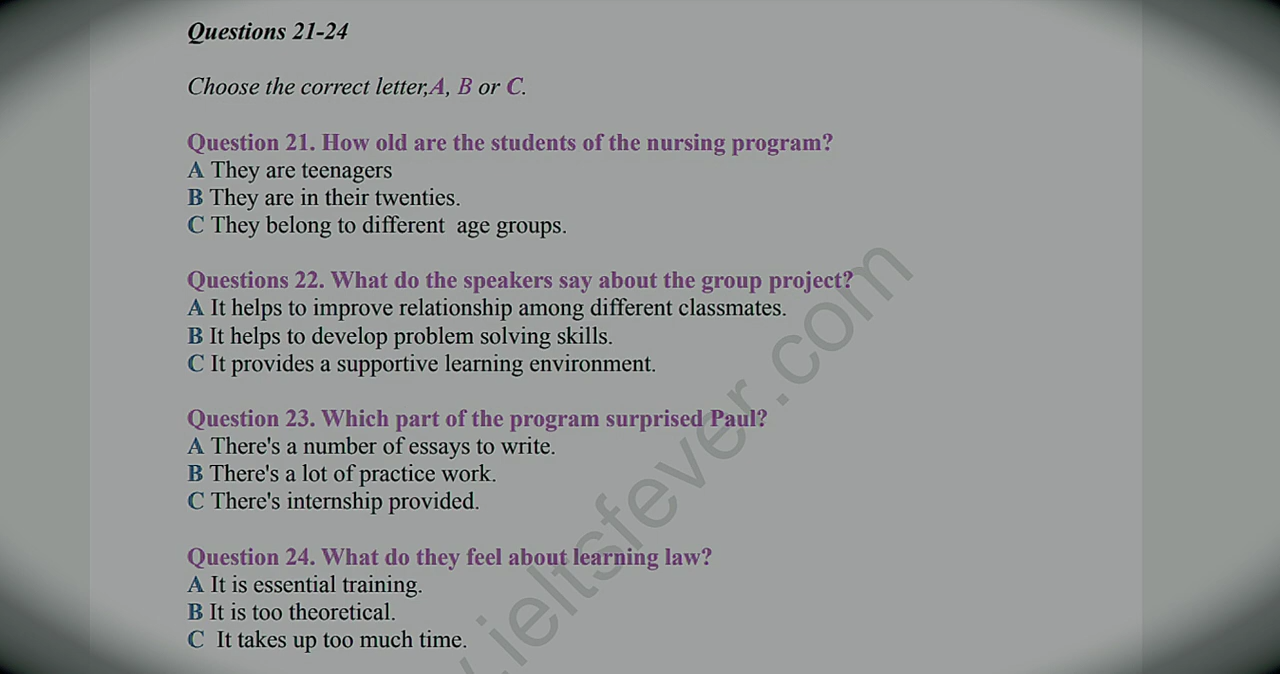 Questions 21-24
Choose the correct letter,A, B or C.
Question 21. How old are the students of the nursing program?
A They are teenagers
B They are in their twenties.
C They belong to different  age groups.
Questions 22. What do the speakers say about the group project?
A It helps to improve relationship among different classmates.
B It helps to develop problem solving skills.
C It provides a supportive learning environment.
Question 23. Which part of the program surprised Paul?
A There's a number of essays to write.
B There's a lot of practice work.
C There's internship provided.
Question 24. What do they feel about learning law?
A It is essential training.
B It is too theoretical.
C  It takes up too much time.
.ieltsfever.com